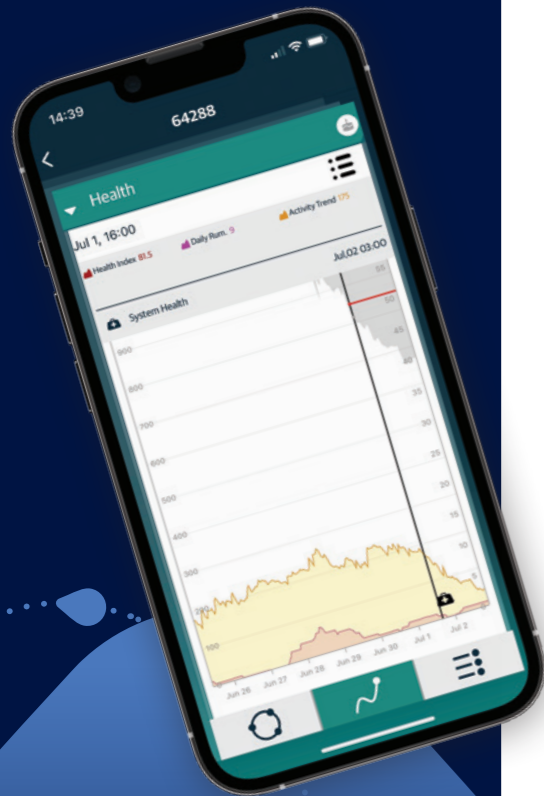 14:39
64288
Health
Jul 1, 16:00
Health Index 81.5
Daily Rum. 9
Activity Trend 175
Jul,02 03:00
System Health
900
800
700
600
500
400
300
200
100
0
55
50
45
40
35
30
25
20
15
10
5
0
Jun 26
Jun 27
Jun 28
Jun 29
Jun 30
Jul 1
Jul 2